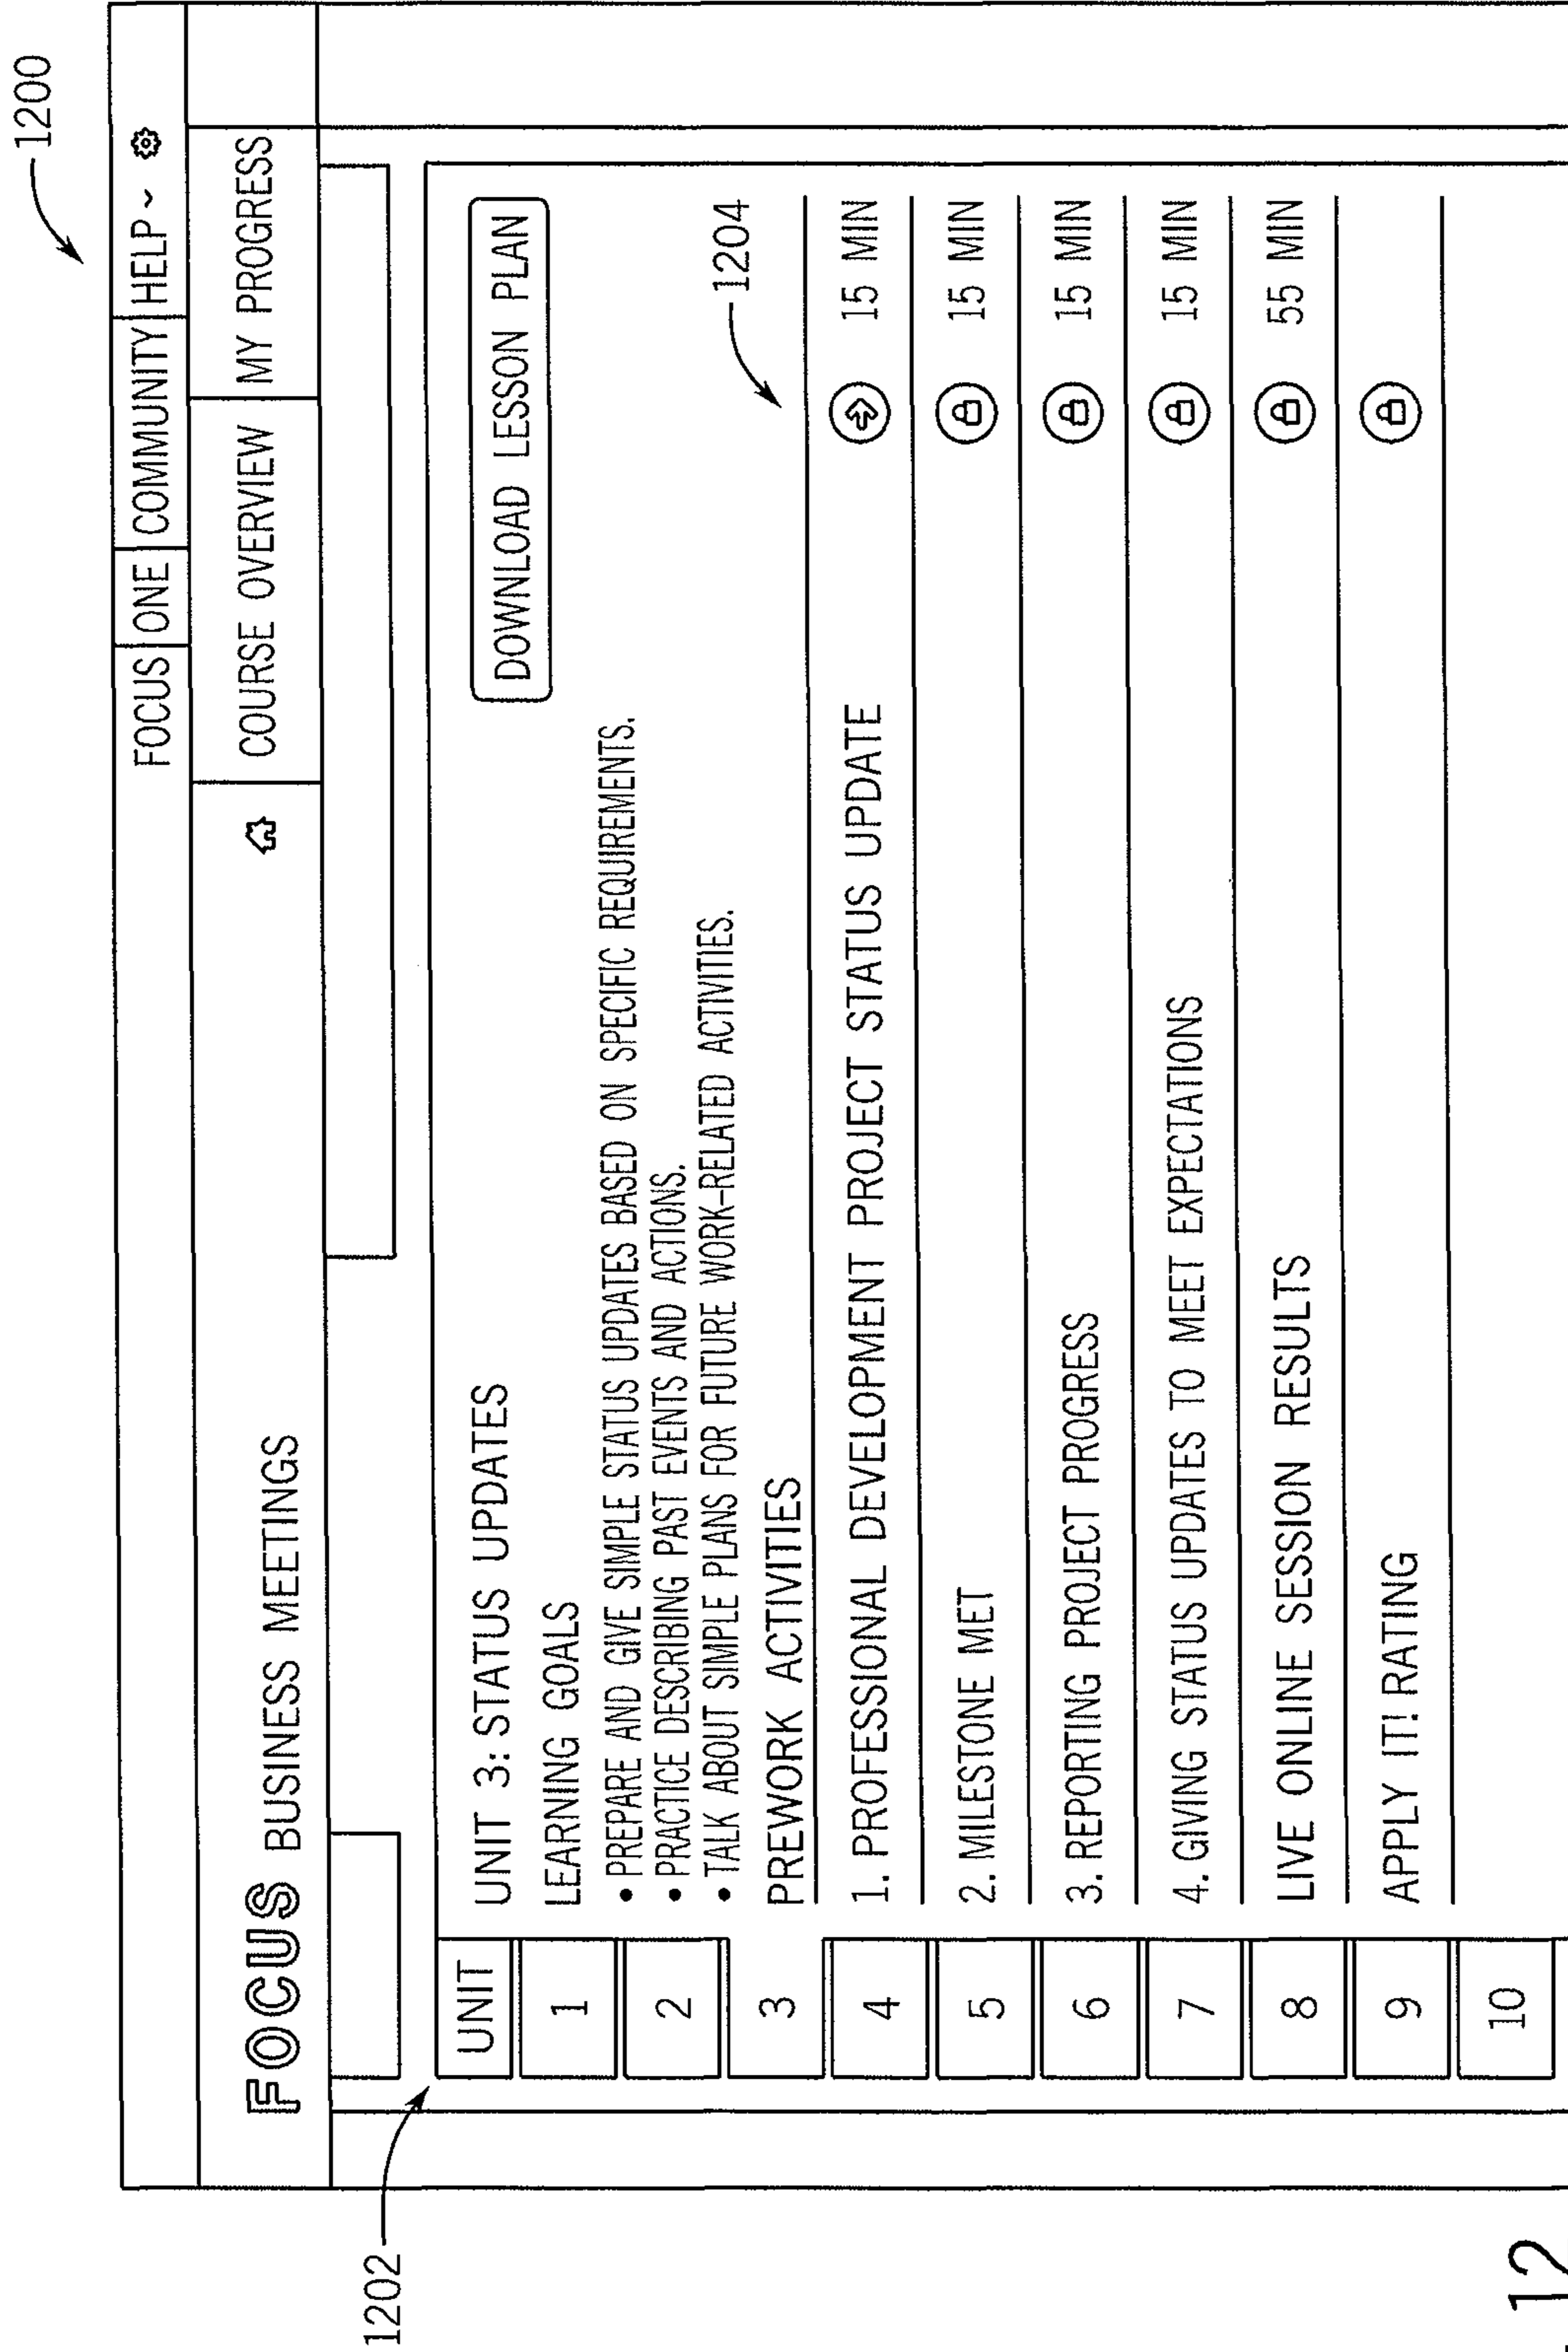 1200
FOCUS ONE COMMUNITY HELP
FOCUS BUSINESS MEETINGS COURSE OVERVIEW MY PROGRESS
1202
UNIT
1
2
3
4
5
6
7
8
9
10
UNIT 3: STATUS UPDATES
DOWNLOAD LESSON PLAN
LEARNING GOALS
• PREPARE AND GIVE SIMPLE STATUS UPDATES BASED ON SPECIFIC REQUIREMENTS.
• PRACTICE DESCRIBING PAST EVENTS AND ACTIONS.
• TALK ABOUT SIMPLE PLANS FOR FUTURE WORK-RELATED ACTIVITIES.
1204
PREWORK ACTIVITIES
1. PROFESSIONAL DEVELOPMENT PROJECT STATUS UPDATE 15 MIN
2. MILESTONE MET 15 MIN
3. REPORTING PROJECT PROGRESS 15 MIN
4. GIVING STATUS UPDATES TO MEET EXPECTATIONS 15 MIN
LIVE ONLINE SESSION RESULTS 55 MIN
APPLY IT! RATING
12